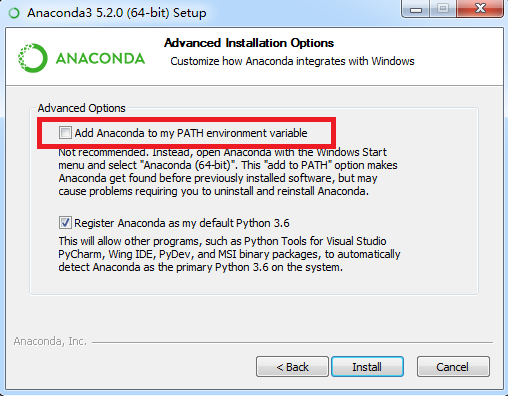 Anaconda3 5.2.0 (64-bit) Setup
ANACONDA
Advanced Installation Options
Customize how Anaconda integrates with Windows
Advanced Options
Add Anaconda to my PATH environment variable
Not recommended. Instead, open Anaconda with the Windows Start
menu and select "Anaconda (64-bit)". This "add to PATH" option makes
Anaconda get found before previously installed software, but may
cause problems requiring you to uninstall and reinstall Anaconda.
Register Anaconda as my default Python 3.6
This will allow other programs, such as Python Tools for Visual Studio
PyCharm, Wing IDE, PyDev, and MSI binary packages, to automatically
detect Anaconda as the primary Python 3.6 on the system.
Anaconda, Inc.
< Back
Install
Cancel